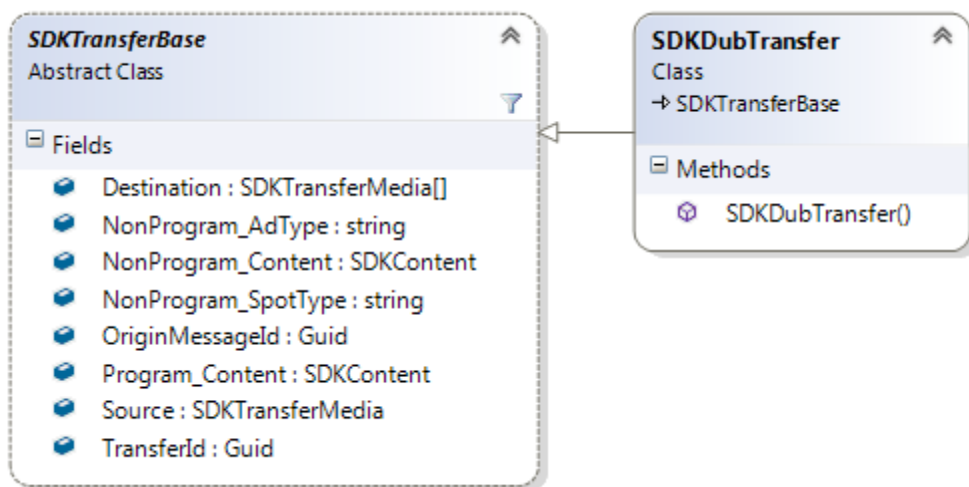 SDKTransferBase
Abstract Class
Fields
Destination : SDKTransferMedia[]
NonProgram_AdType : string
NonProgram_Content : SDKContent
NonProgram_SpotType : string
OriginMessageId : Guid
Program_Content : SDKContent
Source : SDKTransferMedia
TransferId : Guid
SDKDubTransfer
Class
SDKTransferBase
Methods
SDKDubTransfer()